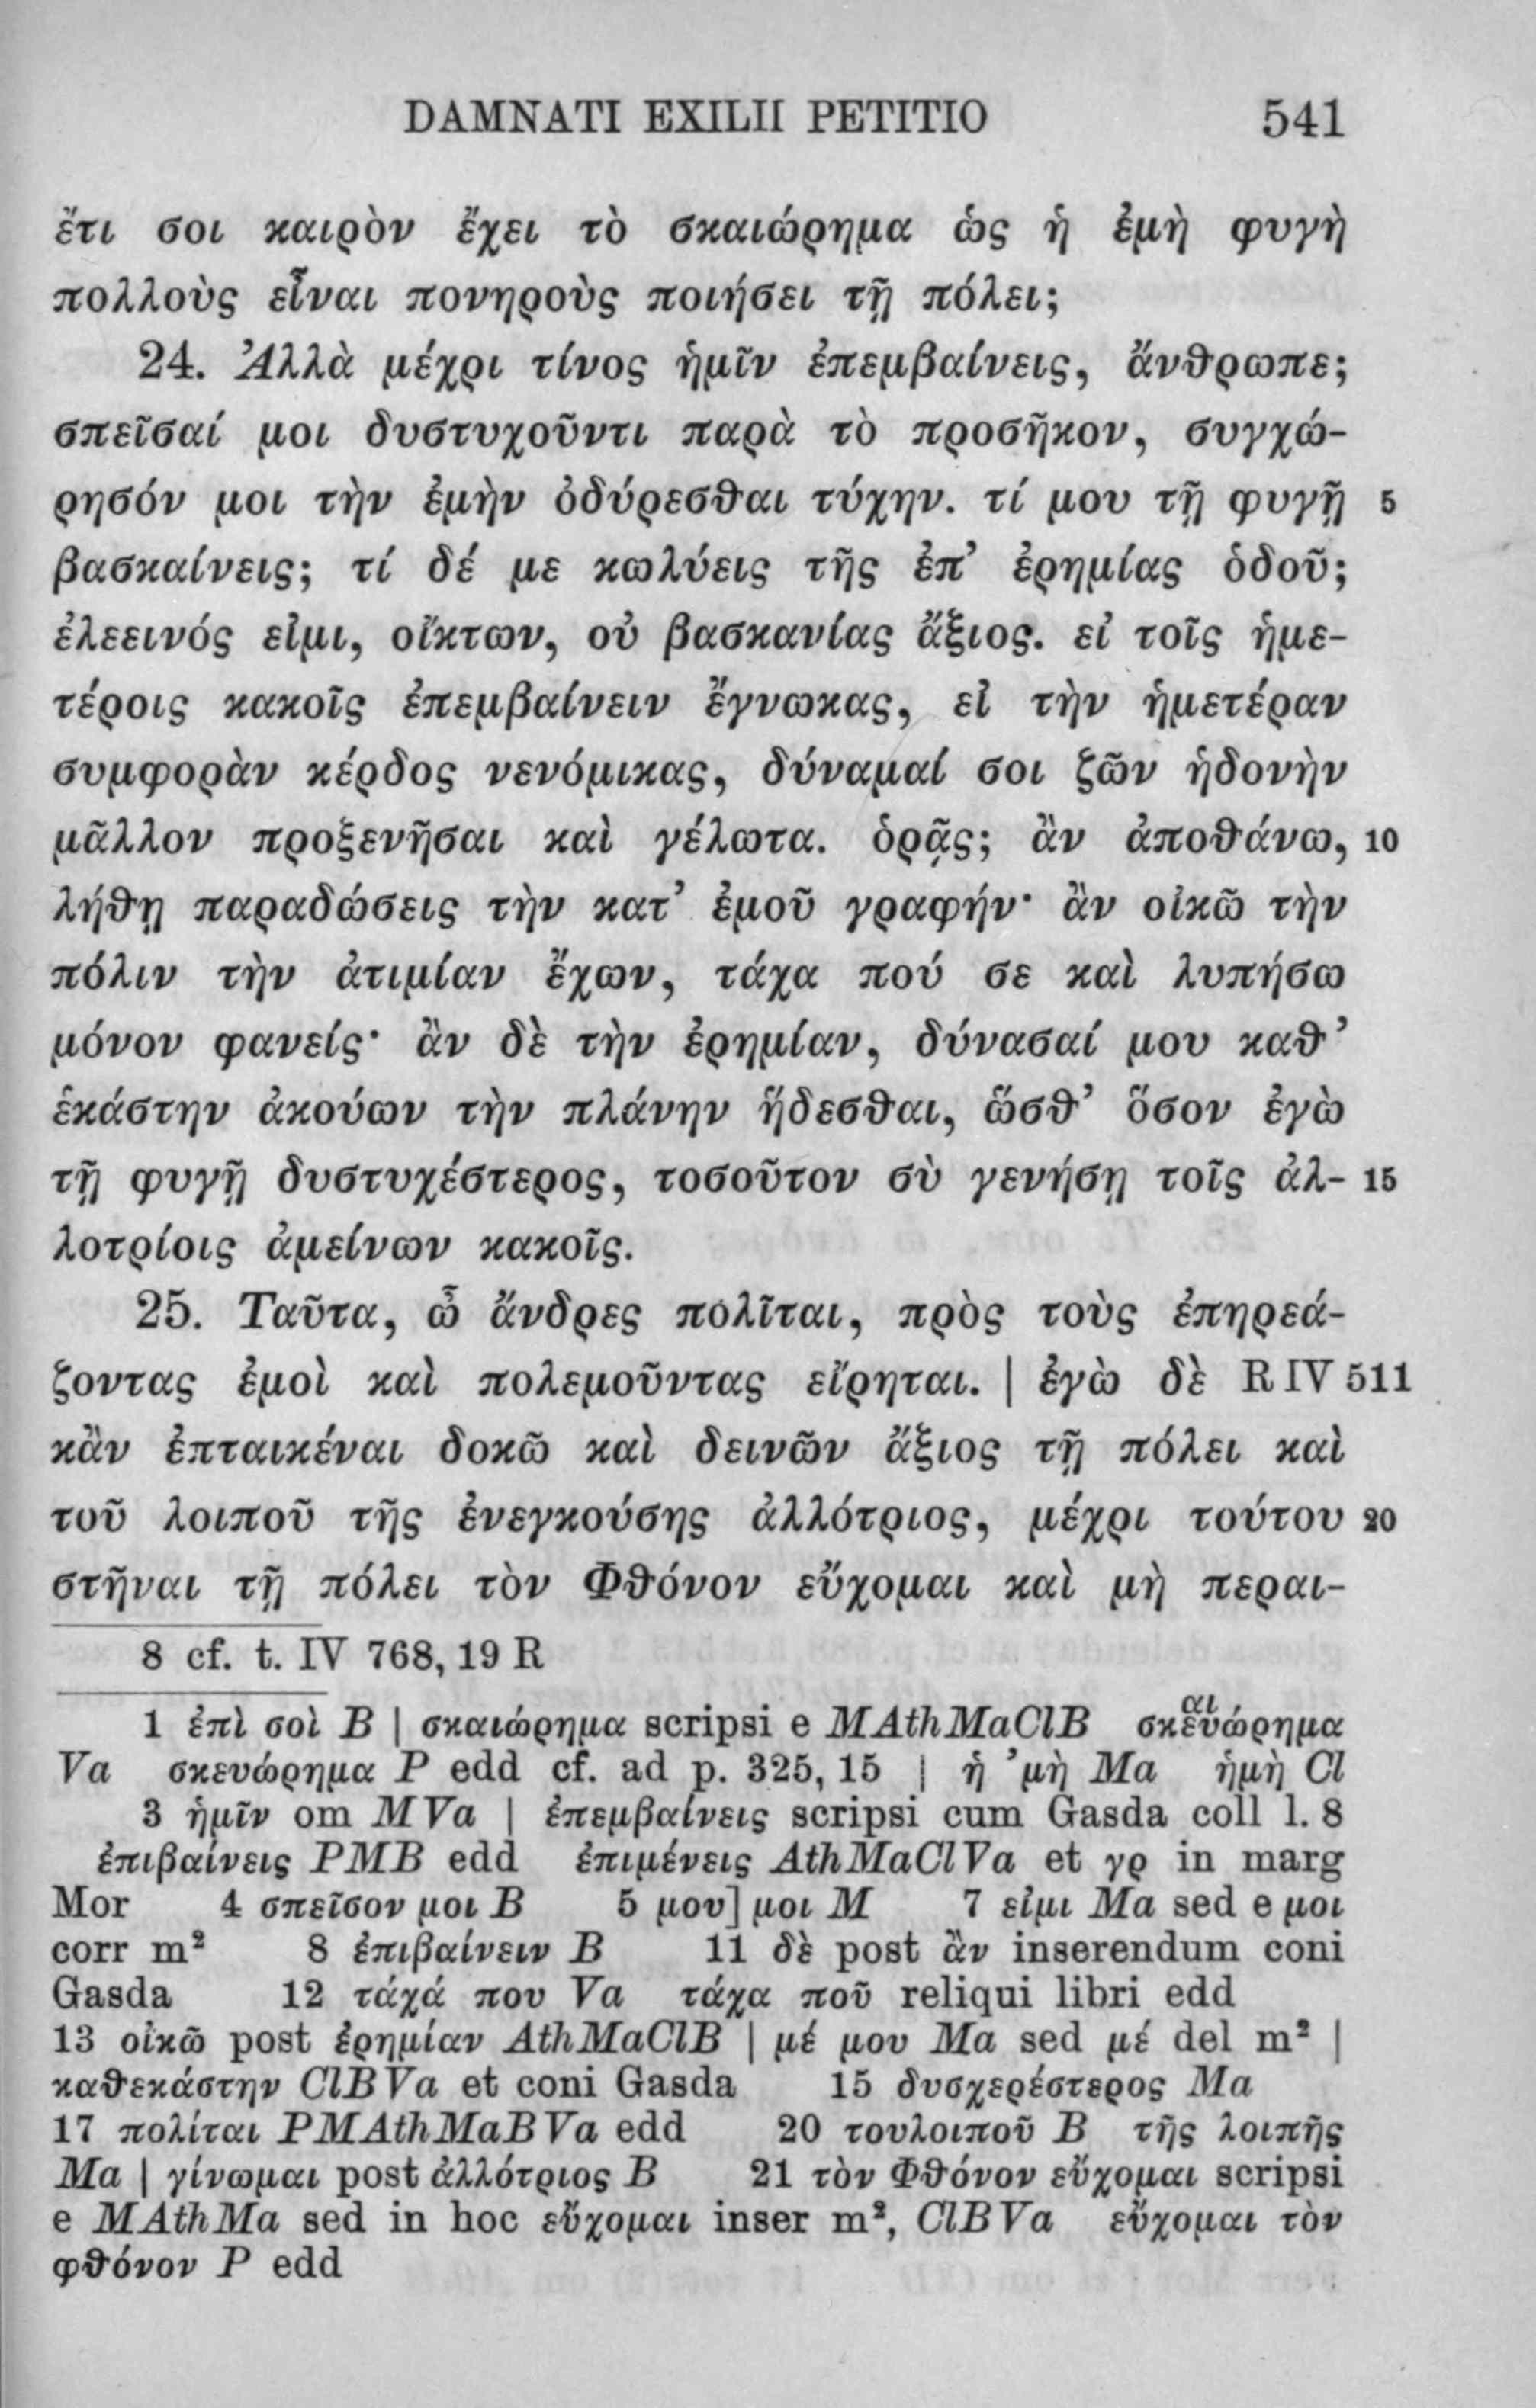 DAMNATI EXILII PETITIO 541
ἔτι σοι καιρὸν ἔχει τὸ σκαιώρημα ὡς ἡ ἐμὴ φυγὴ
πολλοὺς εἶναι πονηροὺς ποιήσει τῇ πόλει;
24. Ἀλλὰ μέχρι τίνος ἡμῖν ἐπεμβαίνεις, ἄνθρωπε;
σπεῖσαί μοι δυστυχοῦντι παρὰ τὸ προσῆκον, συγχώ-
ρησόν μοι τὴν ἐμὴν ὀδύρεσθαι τύχην. τί μου τῇ φυγῇ 5
βασκαίνεις; τί δέ με κωλύεις τῆς ἐπ’ ἐρημίας ὁδοῦ;
ἐλεεινός εἰμι, οἴκτων, οὐ βασκανίας ἄξιος. εἰ τοῖς ἡμε-
τέροις κακοῖς ἐπεμβαίνειν ἔγνωκας, εἰ τὴν ἡμετέραν
συμφορὰν κέρδος νενόμικας, δύναμαί σοι ζῶν ἡδονὴν
μᾶλλον προξενῆσαι καὶ γέλωτα. ὁρᾷς; ἂν ἀποθάνω, 10
λήθῃ παραδώσεις τὴν κατ’ ἐμοῦ γραφήν· ἂν οἰκῶ τὴν
πόλιν τὴν ἀτιμίαν ἔχων, τάχα πού σε καὶ λυπήσω
μόνον φανείς· ἂν δὲ τὴν ἐρημίαν, δύνασαί μου καθ’
ἑκάστην ἀκούων τὴν πλάνην ἥδεσθαι, ὥσθ’ ὅσον ἐγὼ
τῇ φυγῇ δυστυχέστερος, τοσοῦτον σὺ γενήσῃ τοῖς ἀλ- 15
λοτρίοις ἀμείνων κακοῖς.
25. Ταῦτα, ὦ ἄνδρες πολῖται, πρὸς τοὺς ἐπηρεά-
ζοντας ἐμοὶ καὶ πολεμοῦντας εἴρηται. | ἐγὼ δὲ R IV 511
κἂν ἐπταικέναι δοκῶ καὶ δεινῶν ἄξιος τῇ πόλει καὶ
τοῦ λοιποῦ τῆς ἐνεγκούσης ἀλλότριος, μέχρι τούτου 20
στῆναι τῇ πόλει τὸν Φθόνον εὔχομαι καὶ μὴ περαι-
8 cf. t. IV 768, 19 R
1 ἐπὶ σοὶ B | σκαιώρημα scripsi e MAthMaClB σκευώρημα
αι
Va σκευώρημα P edd cf. ad p. 325, 15 | ἡ ’μὴ Ma ἡμὴ Cl
3 ἡμῖν om MVa | ἐπεμβαίνεις scripsi cum Gasda coll l. 8
ἐπιβαίνεις PMB edd ἐπιμένεις AthMaClVa et γρ in marg
Mor 4 σπεῖσον μοι B 5 μου] μοι M 7 εἰμι Ma sed e μοι
corr m² 8 ἐπιβαίνειν B 11 δὲ post ἂν inserendum coni
Gasda 12 τάχά που Va τάχα ποῦ reliqui libri edd
13 οἰκῶ post ἐρημίαν AthMaClB | μέ μου Ma sed μέ del m² |
καθεκάστην ClBVa et coni Gasda 15 δυσχερέστερος Ma
17 πολίται PMAthMaBVa edd 20 τουλοιποῦ B τῆς λοιπῆς
Ma | γίνωμαι post ἀλλότριος B 21 τὸν Φθόνον εὔχομαι scripsi
e MAthMa sed in hoc εὔχομαι inser m², ClBVa εὔχομαι τὸν
φθόνον P edd